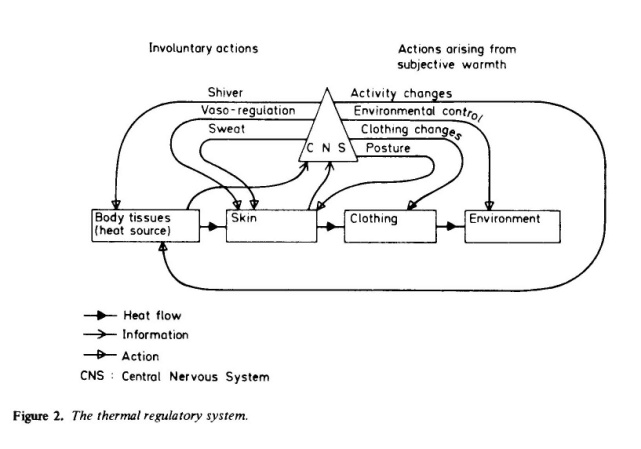 Involuntary actions
Actions arising from
subjective warmth
Shiver
Activity changes
Vaso-regulation
Environmental control
Sweat
Clothing changes
CNS
Posture
Body tissues
(heat source)
Skin
Clothing
Environment
Heat flow
Information
Action
CNS : Central Nervous System
Figure 2. The thermal regulatory system.